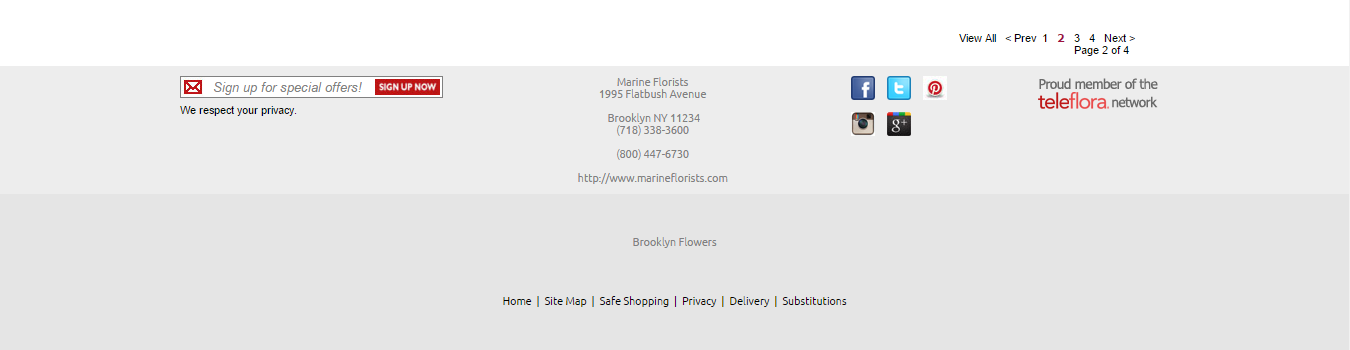 View All < Prev 1 2 3 4 Next >
Page 2 of 4
Sign up for special offers! SIGN UP NOW
We respect your privacy.
Marine Florists
1995 Flatbush Avenue
Brooklyn NY 11234
(718) 338-3600
(800) 447-6730
http://www.marineflorists.com
f t p
g+
Proud member of the
teleflora. network
Brooklyn Flowers
Home | Site Map | Safe Shopping | Privacy | Delivery | Substitutions